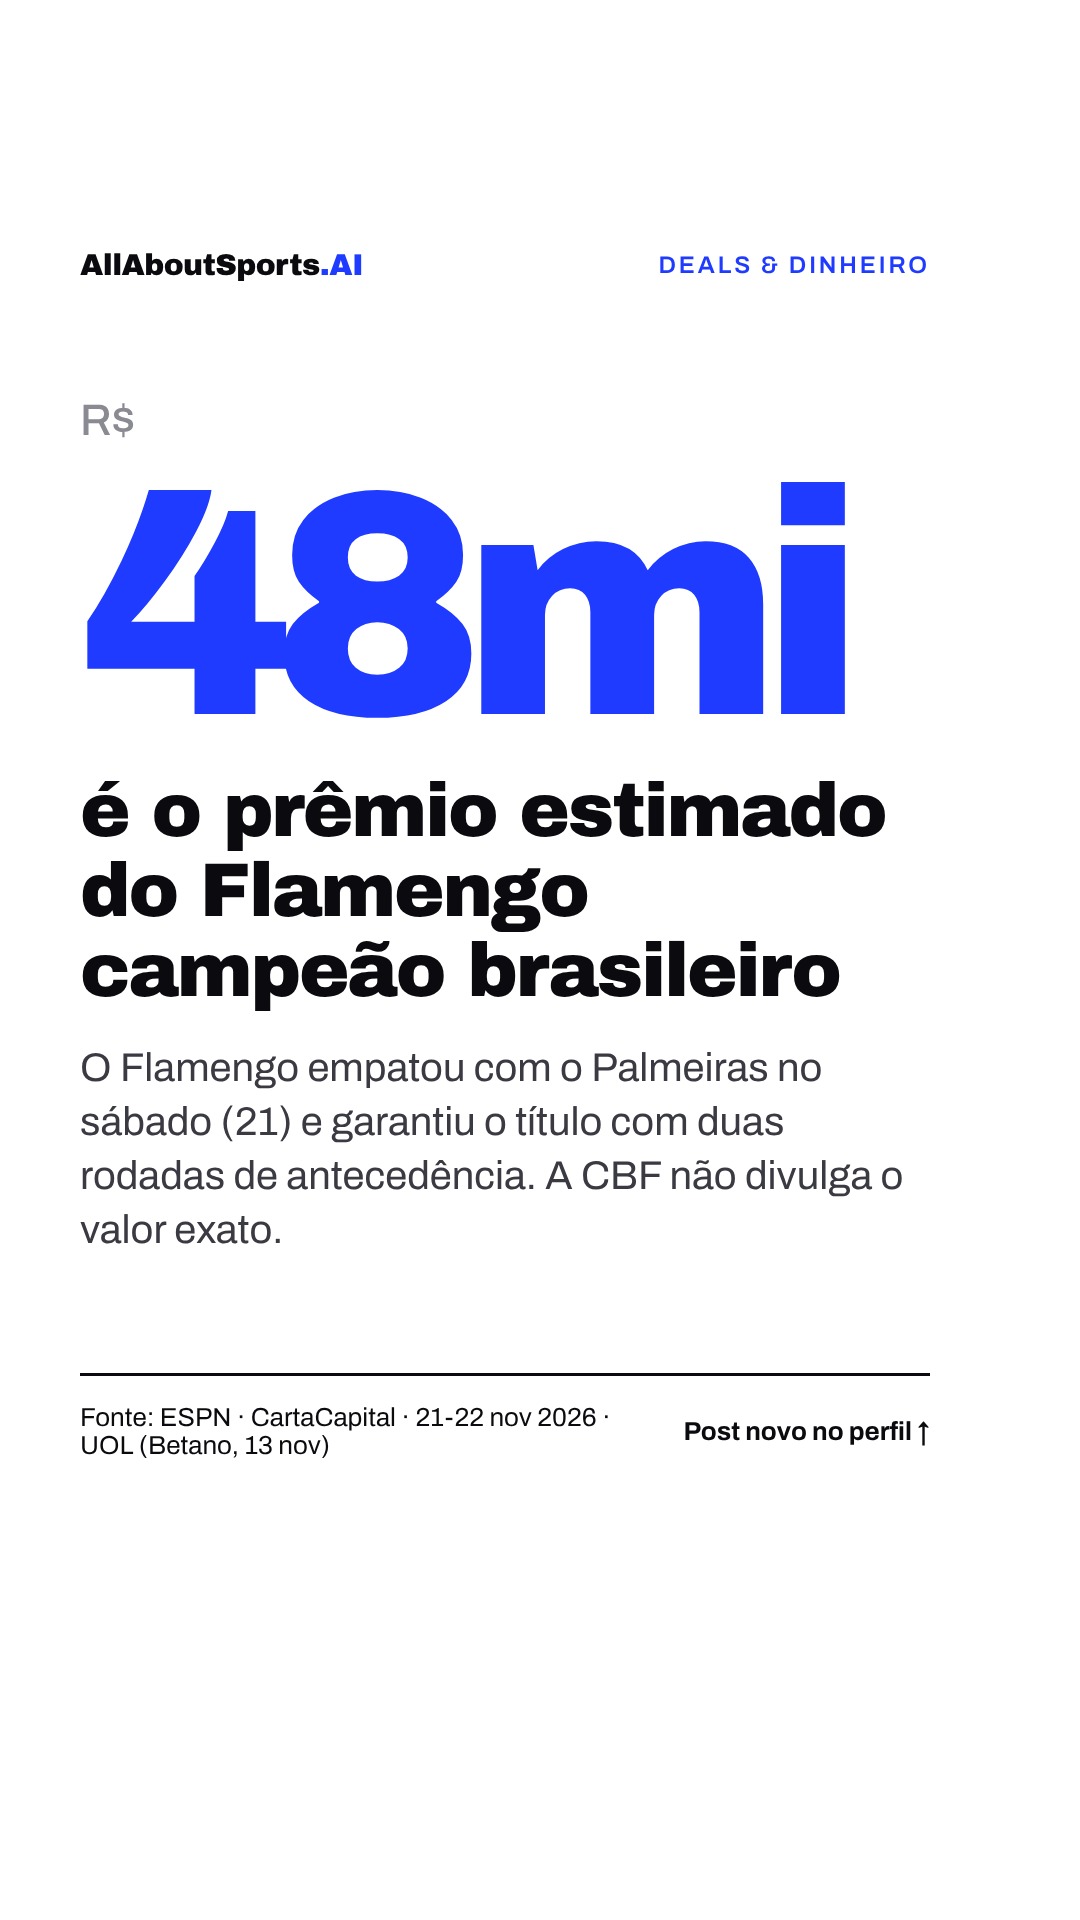 AllAboutSports.AI
DEALS & DINHEIRO
R$
48mi
é o prêmio estimado
do Flamengo
campeão brasileiro
O Flamengo empatou com o Palmeiras no
sábado (21) e garantiu o título com duas
rodadas de antecedência. A CBF não divulga o
valor exato.
Fonte: ESPN · CartaCapital · 21-22 nov 2026 ·
UOL (Betano, 13 nov)
Post novo no perfil ↑